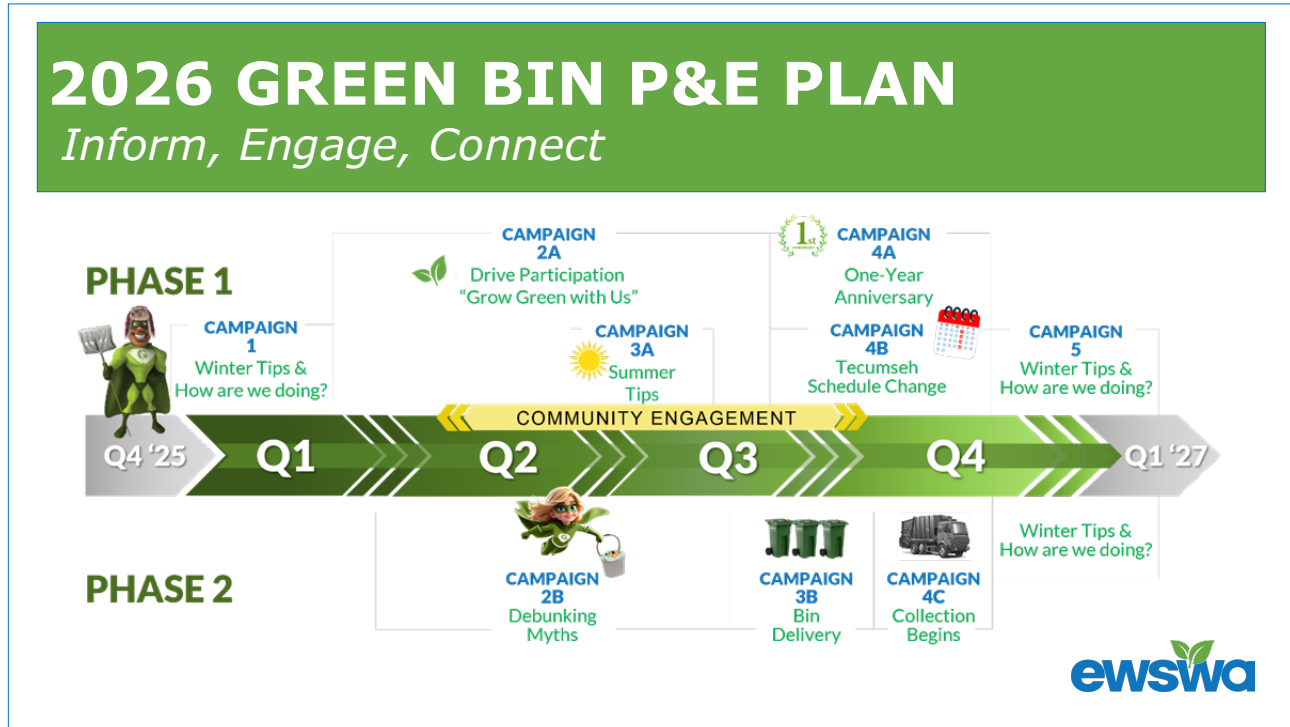 2026 GREEN BIN P&E PLAN
Inform, Engage, Connect
PHASE 1
CAMPAIGN
1
Winter Tips &
How are we doing?
CAMPAIGN
2A
Drive Participation
“Grow Green with Us”
CAMPAIGN
3A
Summer
Tips
1st
CAMPAIGN
4A
One-Year
Anniversary
CAMPAIGN
4B
Tecumseh
Schedule Change
CAMPAIGN
5
Winter Tips &
How are we doing?
COMMUNITY ENGAGEMENT
Q4 ‘25
Q1
Q2
Q3
Q4
Q1 ‘27
PHASE 2
CAMPAIGN
2B
Debunking
Myths
CAMPAIGN
3B
Bin
Delivery
CAMPAIGN
4C
Collection
Begins
Winter Tips &
How are we doing?
ewswa